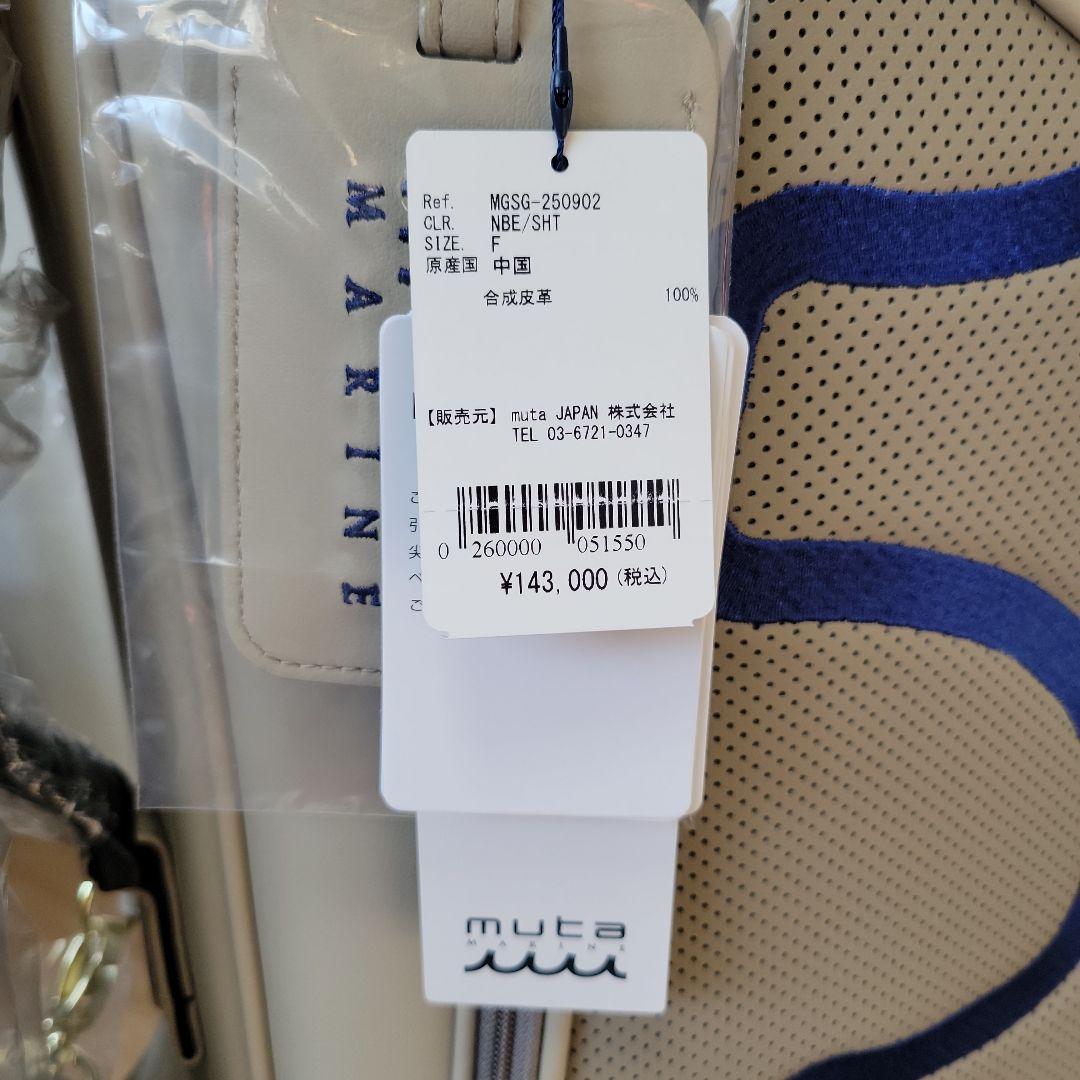 MARINE
Ref. MGSG-250902
CLR. NBE/SHT
SIZE. F
原産国 中国
合成皮革 100%
【販売元】 muta JAPAN 株式会社
TEL 03-6721-0347
0 260000 051550
¥143,000(税込)
muta
MARINE